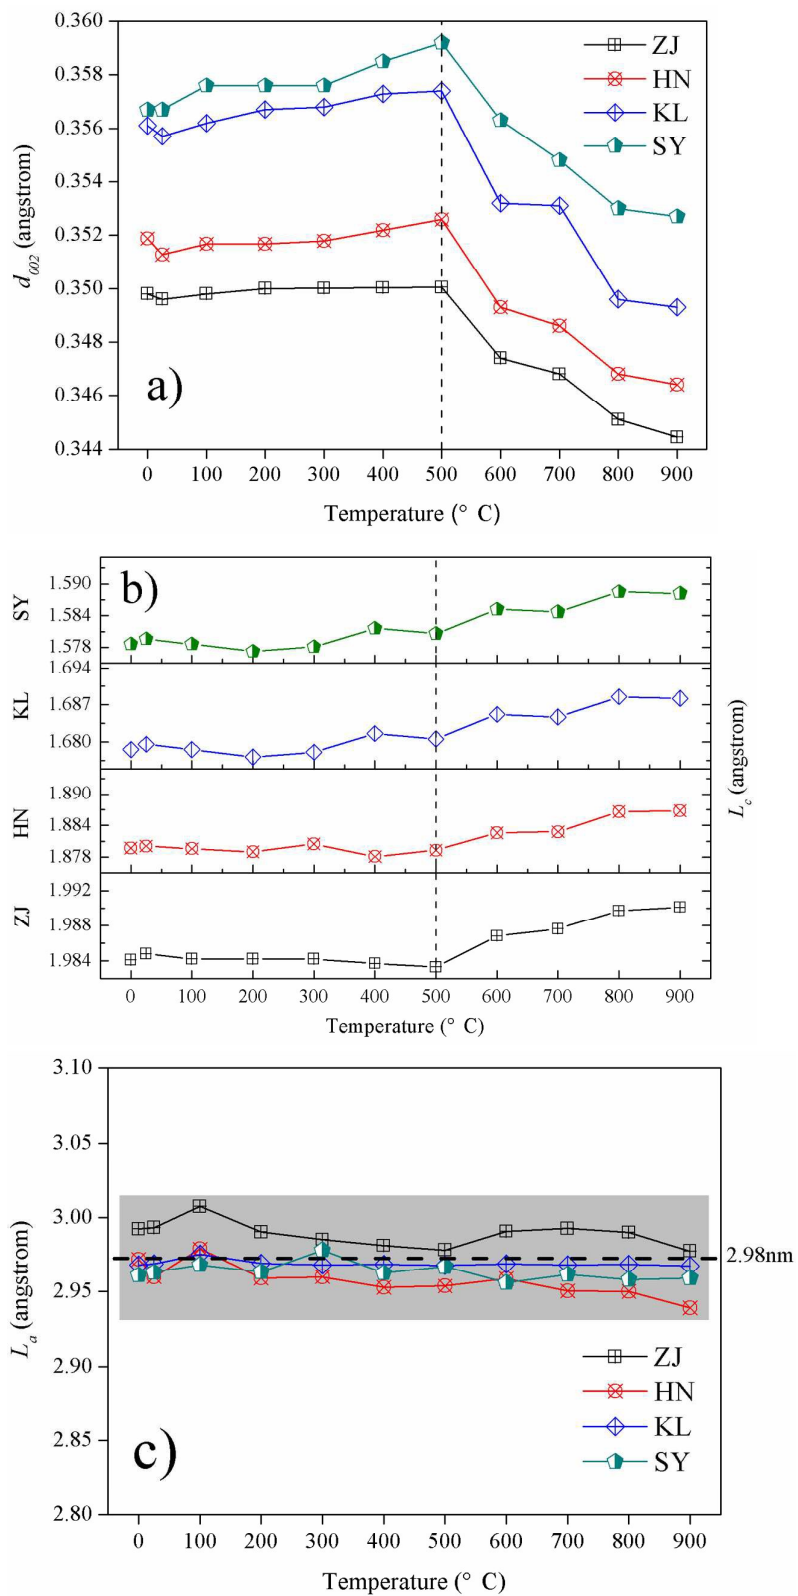 0.360
0.358
0.356
0.354
0.352
0.350
0.348
0.346
0.344
d002 (angstrom)
ZJ
HN
KL
SY
a)
0 100 200 300 400 500 600 700 800 900
Temperature (° C)
b)
SY
1.590
1.584
1.578
KL
1.694
1.687
1.680
HN
1.890
1.884
1.878
ZJ
1.992
1.988
1.984
Lc (angstrom)
0 100 200 300 400 500 600 700 800 900
Temperature (° C)
3.10
3.05
3.00
2.95
2.90
2.85
2.80
La (angstrom)
2.98nm
ZJ
HN
KL
SY
c)
0 100 200 300 400 500 600 700 800 900
Temperature (° C)